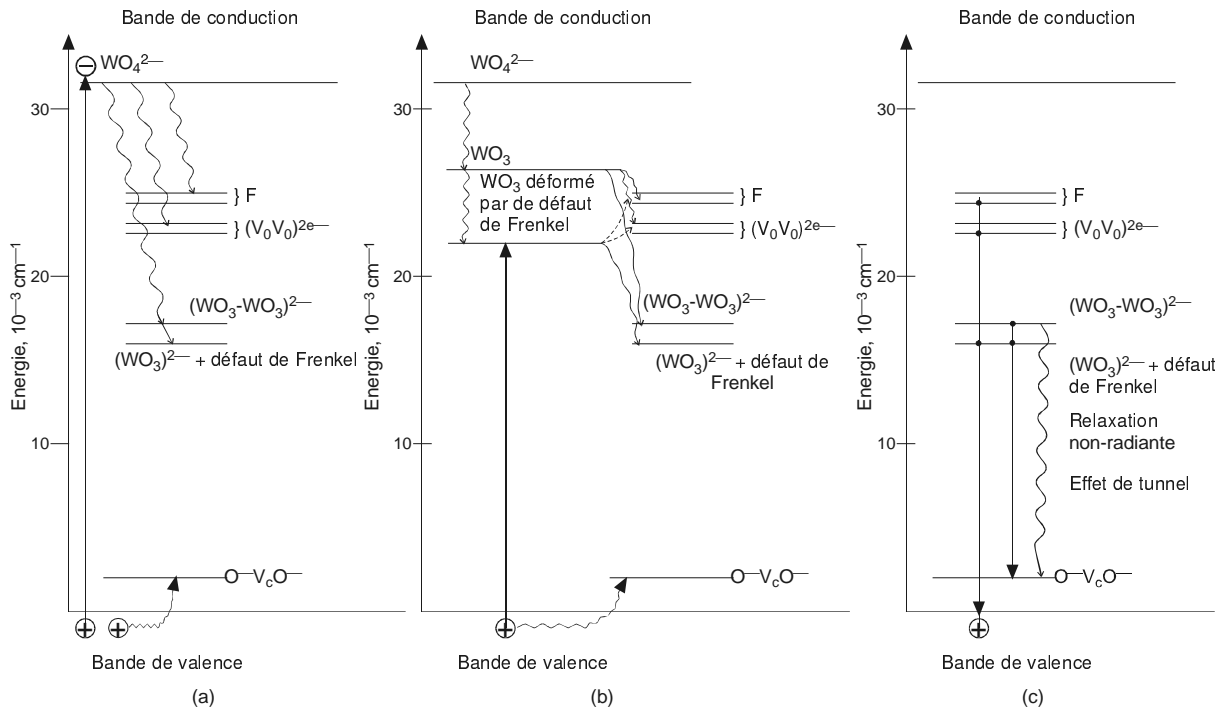 Bande de conduction
WO₄²⁻
30
} F
} (V₀V₀)²ᵉ⁻
20
(WO₃-WO₃)²⁻
(WO₃)²⁻ + défaut de Frenkel
Energie, 10⁻³ cm⁻¹
10
O⁻V꜀O⁻
Bande de valence
(a)
Bande de conduction
WO₄²⁻
30
WO₃
WO₃ déformé
par de défaut
de Frenkel
} F
} (V₀V₀)²ᵉ⁻
20
(WO₃-WO₃)²⁻
(WO₃)²⁻ + défaut de
Frenkel
Energie, 10⁻³ cm⁻¹
10
O⁻V꜀O⁻
Bande de valence
(b)
Bande de conduction
30
} F
} (V₀V₀)²ᵉ⁻
20
(WO₃-WO₃)²⁻
(WO₃)²⁻ + défaut
de Frenkel
Relaxation
non-radiante
Effet de tunnel
Energie, 10⁻³ cm⁻¹
10
O⁻V꜀O⁻
Bande de valence
(c)